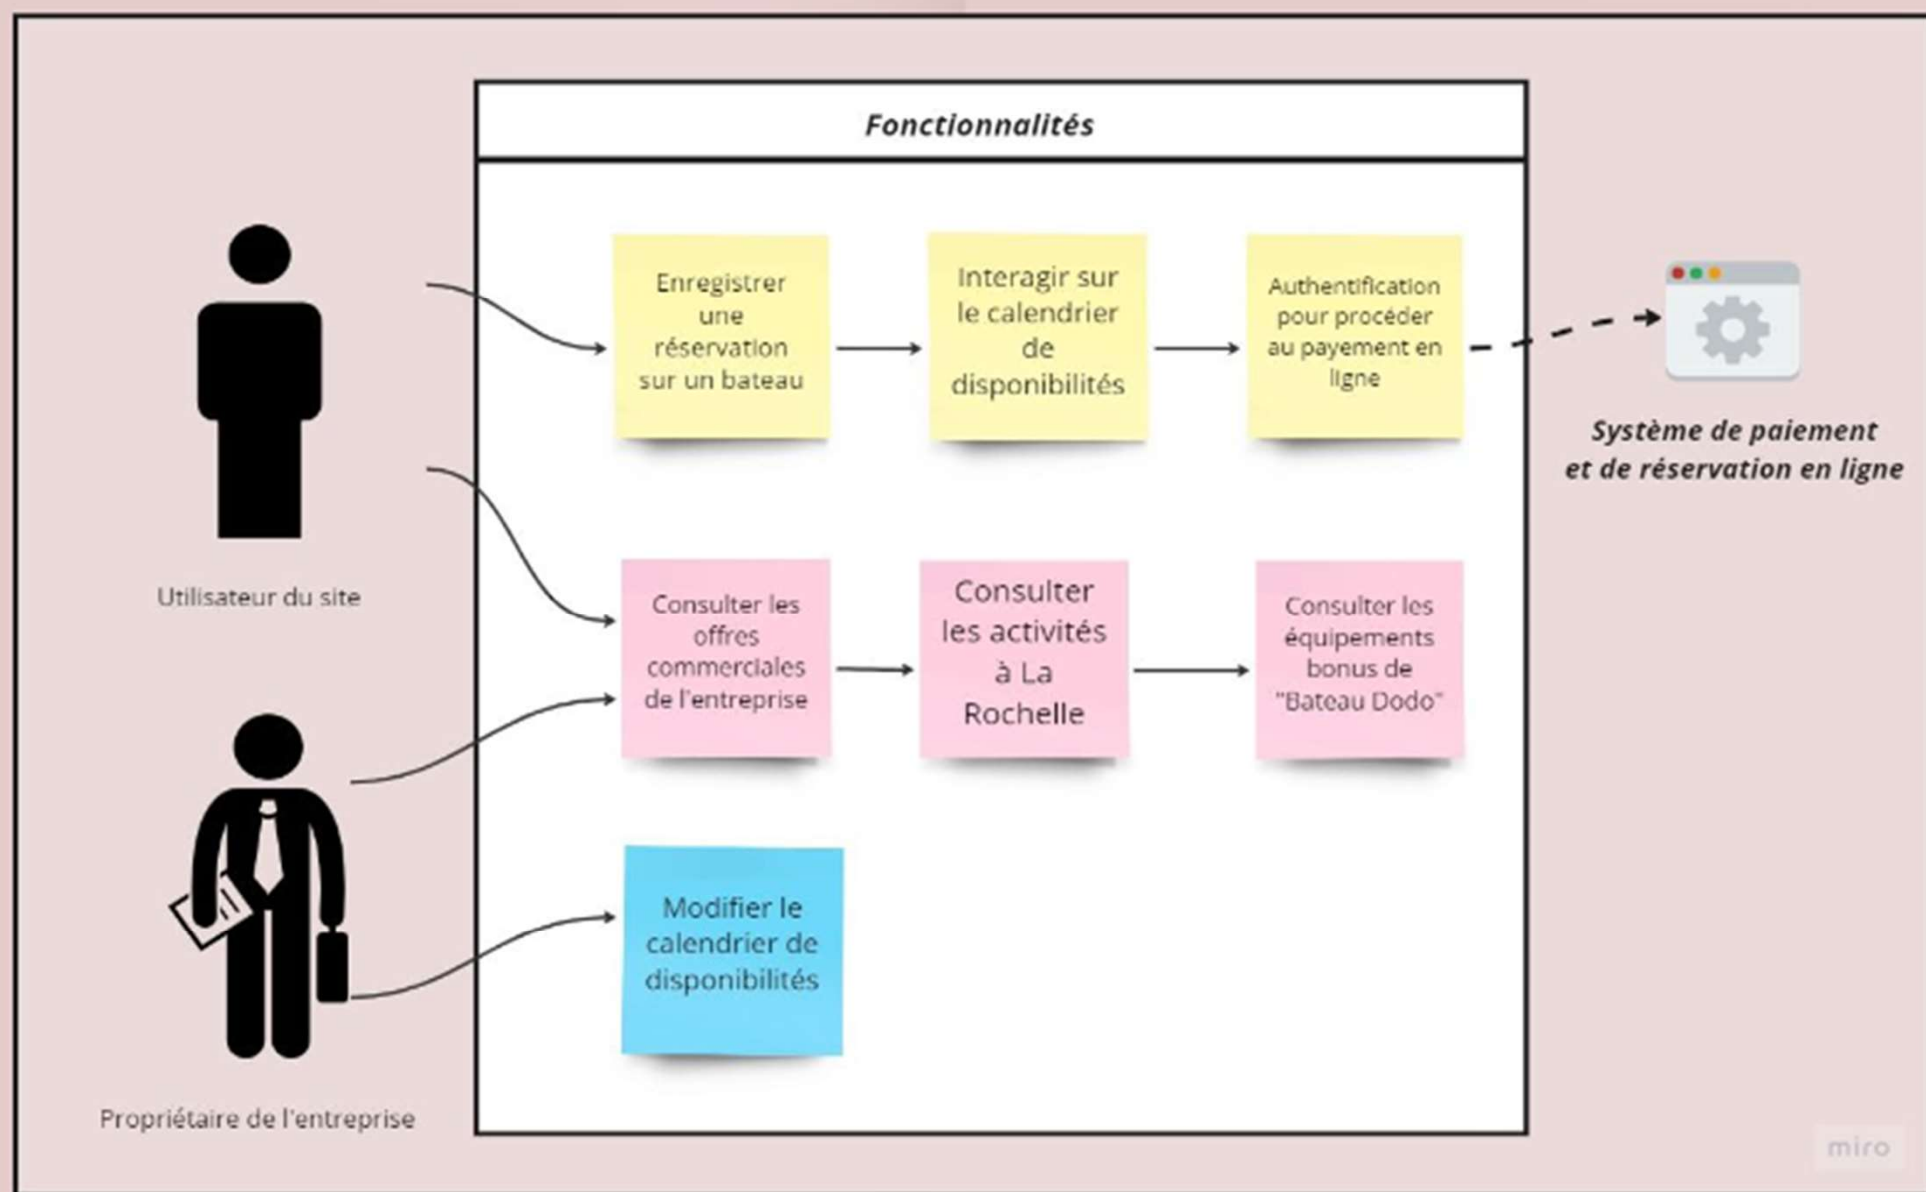 Fonctionnalités
Enregistrer
une
réservation
sur un bateau
Interagir sur
le calendrier
de
disponibilités
Authentification
pour procéder
au payement en
ligne
Système de paiement
et de réservation en ligne
Utilisateur du site
Consulter les
offres
commerciales
de l'entreprise
Consulter
les activités
à La
Rochelle
Consulter les
équipements
bonus de
"Bateau Dodo"
Modifier le
calendrier de
disponibilités
Propriétaire de l'entreprise
miro